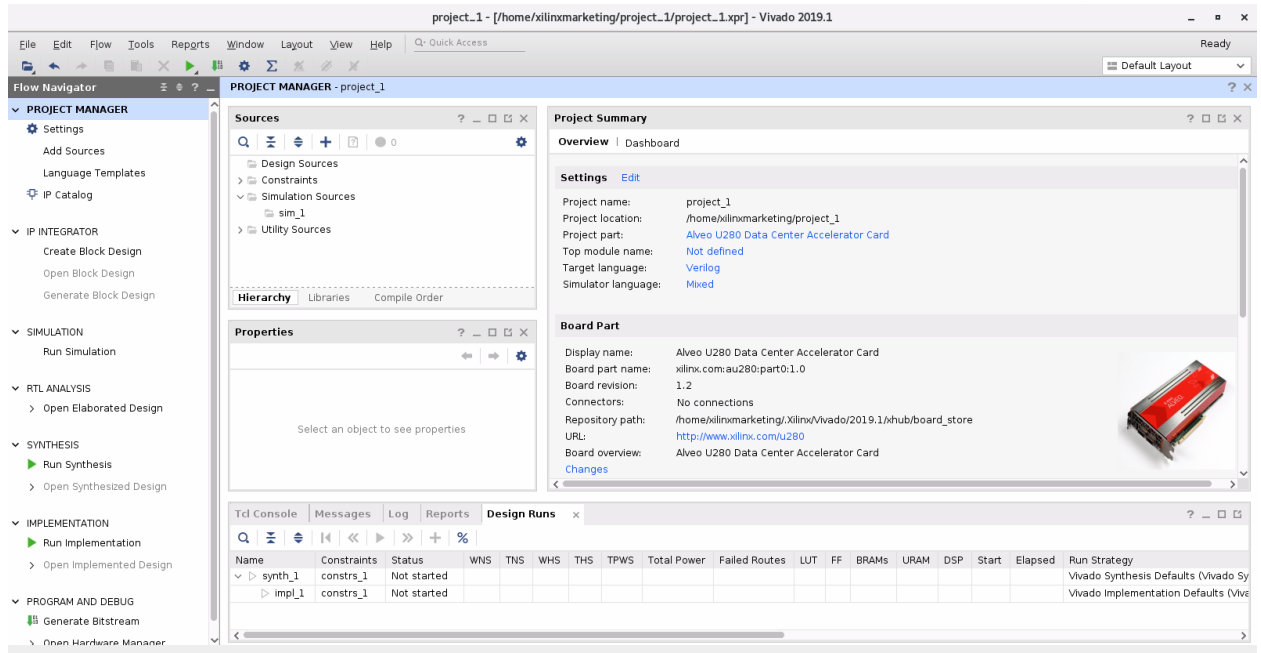 project_1 - [/home/xilinxmarketing/project_1/project_1.xpr] - Vivado 2019.1
File Edit Flow Tools Reports Window Layout View Help Q- Quick Access Ready
Default Layout
Flow Navigator
PROJECT MANAGER
Settings
Add Sources
Language Templates
IP Catalog
IP INTEGRATOR
Create Block Design
Open Block Design
Generate Block Design
SIMULATION
Run Simulation
RTL ANALYSIS
Open Elaborated Design
SYNTHESIS
Run Synthesis
Open Synthesized Design
IMPLEMENTATION
Run Implementation
Open Implemented Design
PROGRAM AND DEBUG
Generate Bitstream
Open Hardware Manager
PROJECT MANAGER - project_1
Sources
0
Design Sources
Constraints
Simulation Sources
sim_1
Utility Sources
Hierarchy Libraries Compile Order
Properties
Select an object to see properties
Project Summary
Overview | Dashboard
Settings Edit
Project name: project_1
Project location: /home/xilinxmarketing/project_1
Project part: Alveo U280 Data Center Accelerator Card
Top module name: Not defined
Target language: Verilog
Simulator language: Mixed
Board Part
Display name: Alveo U280 Data Center Accelerator Card
Board part name: xilinx.com:au280:part0:1.0
Board revision: 1.2
Connectors: No connections
Repository path: /home/xilinxmarketing/.Xilinx/Vivado/2019.1/xhub/board_store
URL: http://www.xilinx.com/u280
Board overview: Alveo U280 Data Center Accelerator Card
Changes
ALVEO
Tcl Console Messages Log Reports Design Runs
Name Constraints Status WNS TNS WHS THS TPWS Total Power Failed Routes LUT FF BRAMs URAM DSP Start Elapsed Run Strategy
synth_1 constrs_1 Not started Vivado Synthesis Defaults (Vivado Sy
impl_1 constrs_1 Not started Vivado Implementation Defaults (Viva